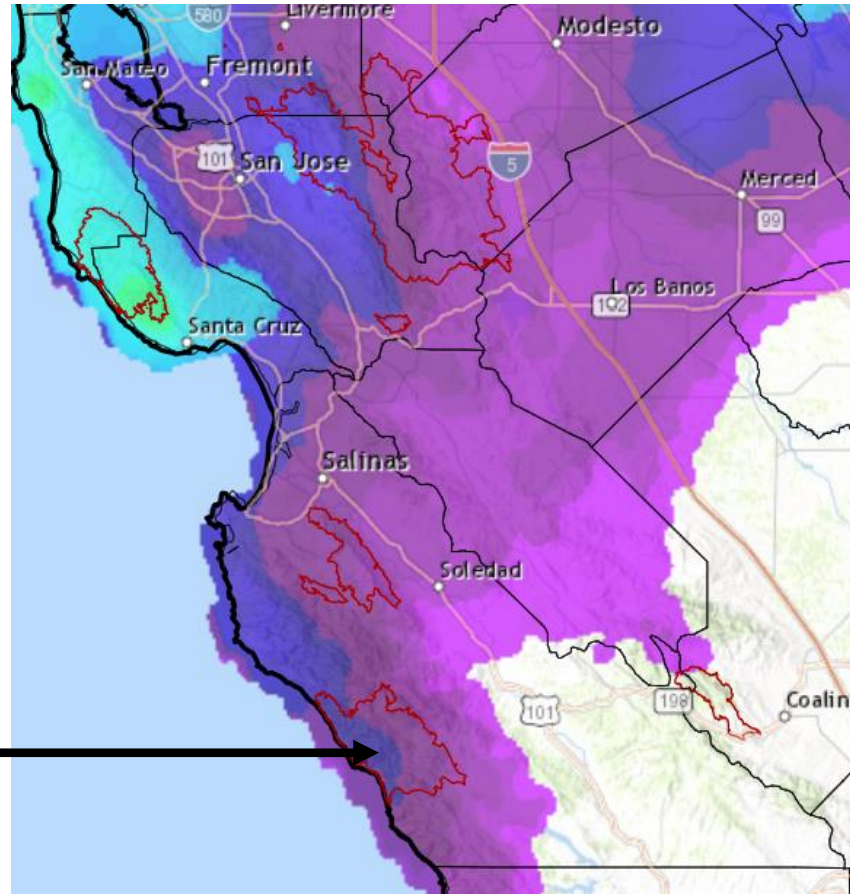 580
Livermore
Modesto
San Mateo
Fremont
101
San Jose
5
Merced
99
102
Los Banos
Santa Cruz
Salinas
Soledad
198
101
Coalin